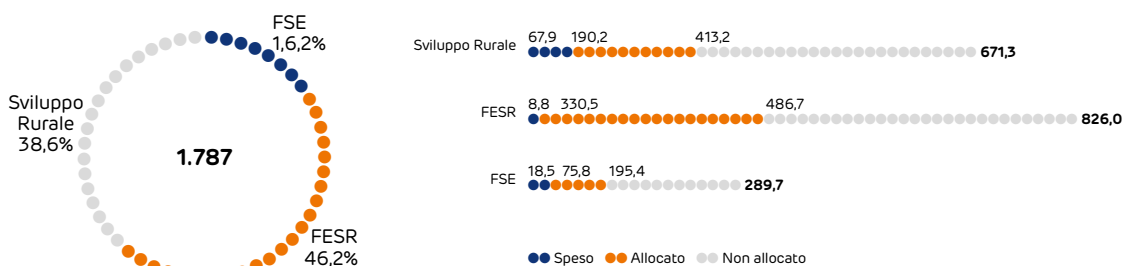 FSE
1,6,2%
Sviluppo
Rurale
38,6%
1.787
FESR
46,2%
Sviluppo Rurale 67,9 190,2 413,2 671,3
FESR 8,8 330,5 486,7 826,0
FSE 18,5 75,8 195,4 289,7
Speso Allocato Non allocato